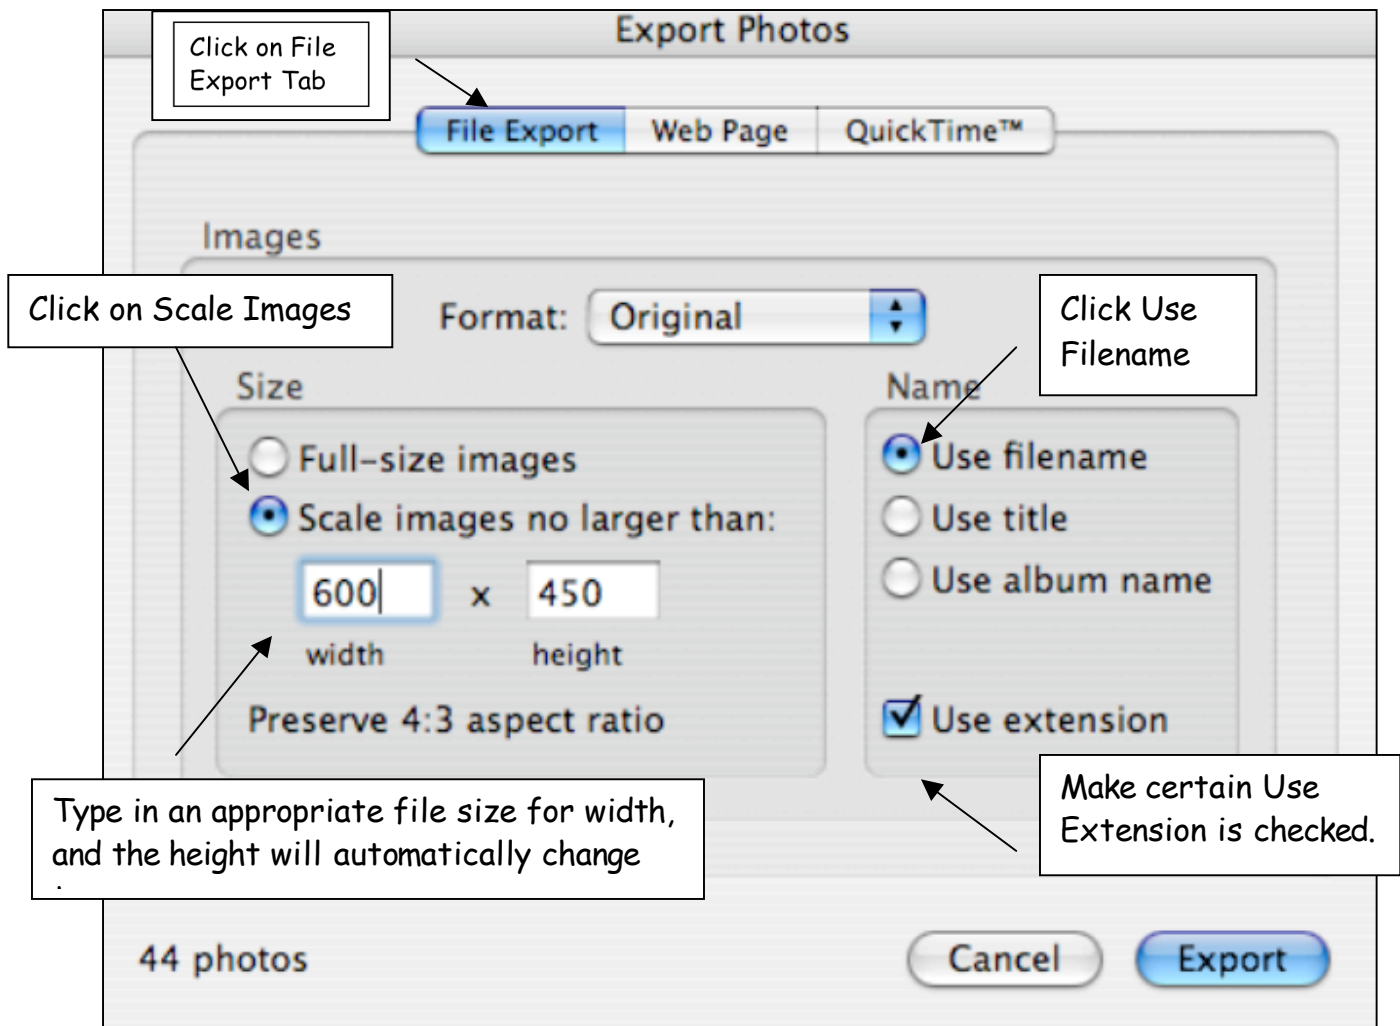 Export Photos
Click on File
Export Tab
File Export
Web Page
QuickTime™
Images
Click on Scale Images
Format:
Original
Click Use
Filename
Size
Name
Full-size images
Use filename
Scale images no larger than:
Use title
600 x 450
Use album name
width
height
Preserve 4:3 aspect ratio
Use extension
Type in an appropriate file size for width,
and the height will automatically change
Make certain Use
Extension is checked.
44 photos
Cancel
Export